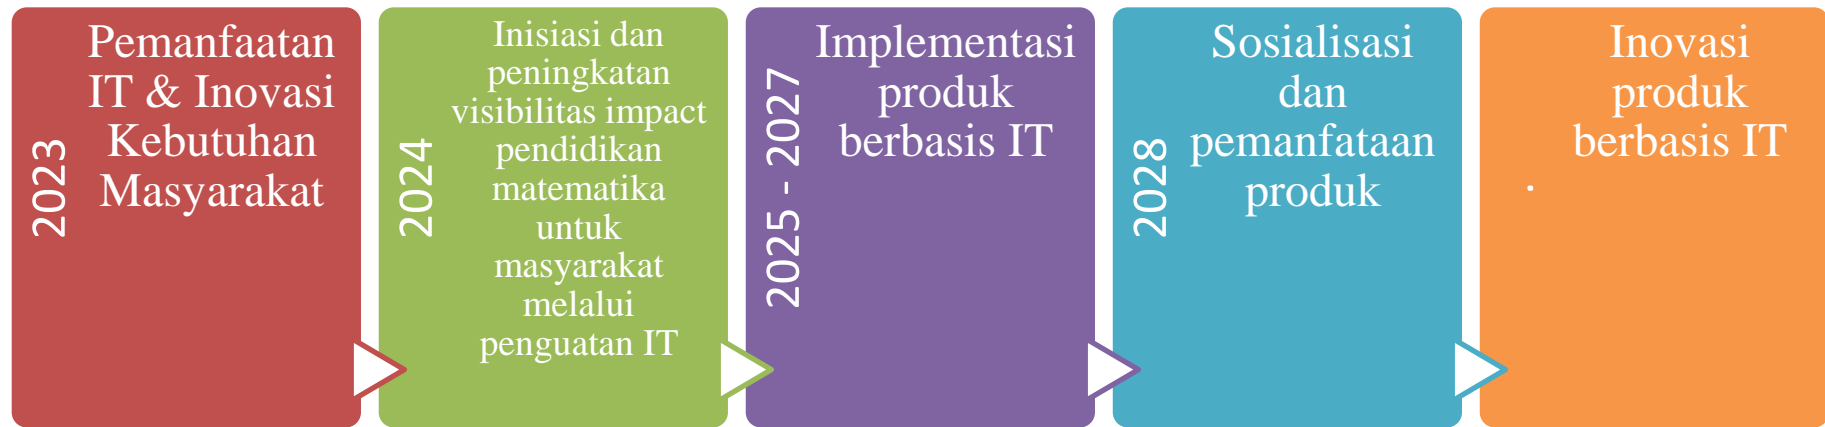 2023
Pemanfaatan
IT & Inovasi
Kebutuhan
Masyarakat
2024
Inisiasi dan
peningkatan
visibilitas impact
pendidikan
matematika
untuk
masyarakat
melalui
penguatan IT
2025 - 2027
Implementasi
produk
berbasis IT
2028
Sosialisasi
dan
pemanfataan
produk
Inovasi
produk
berbasis IT
.